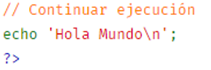 // Continuar ejecución
echo 'Hola Mundo\n';
?>